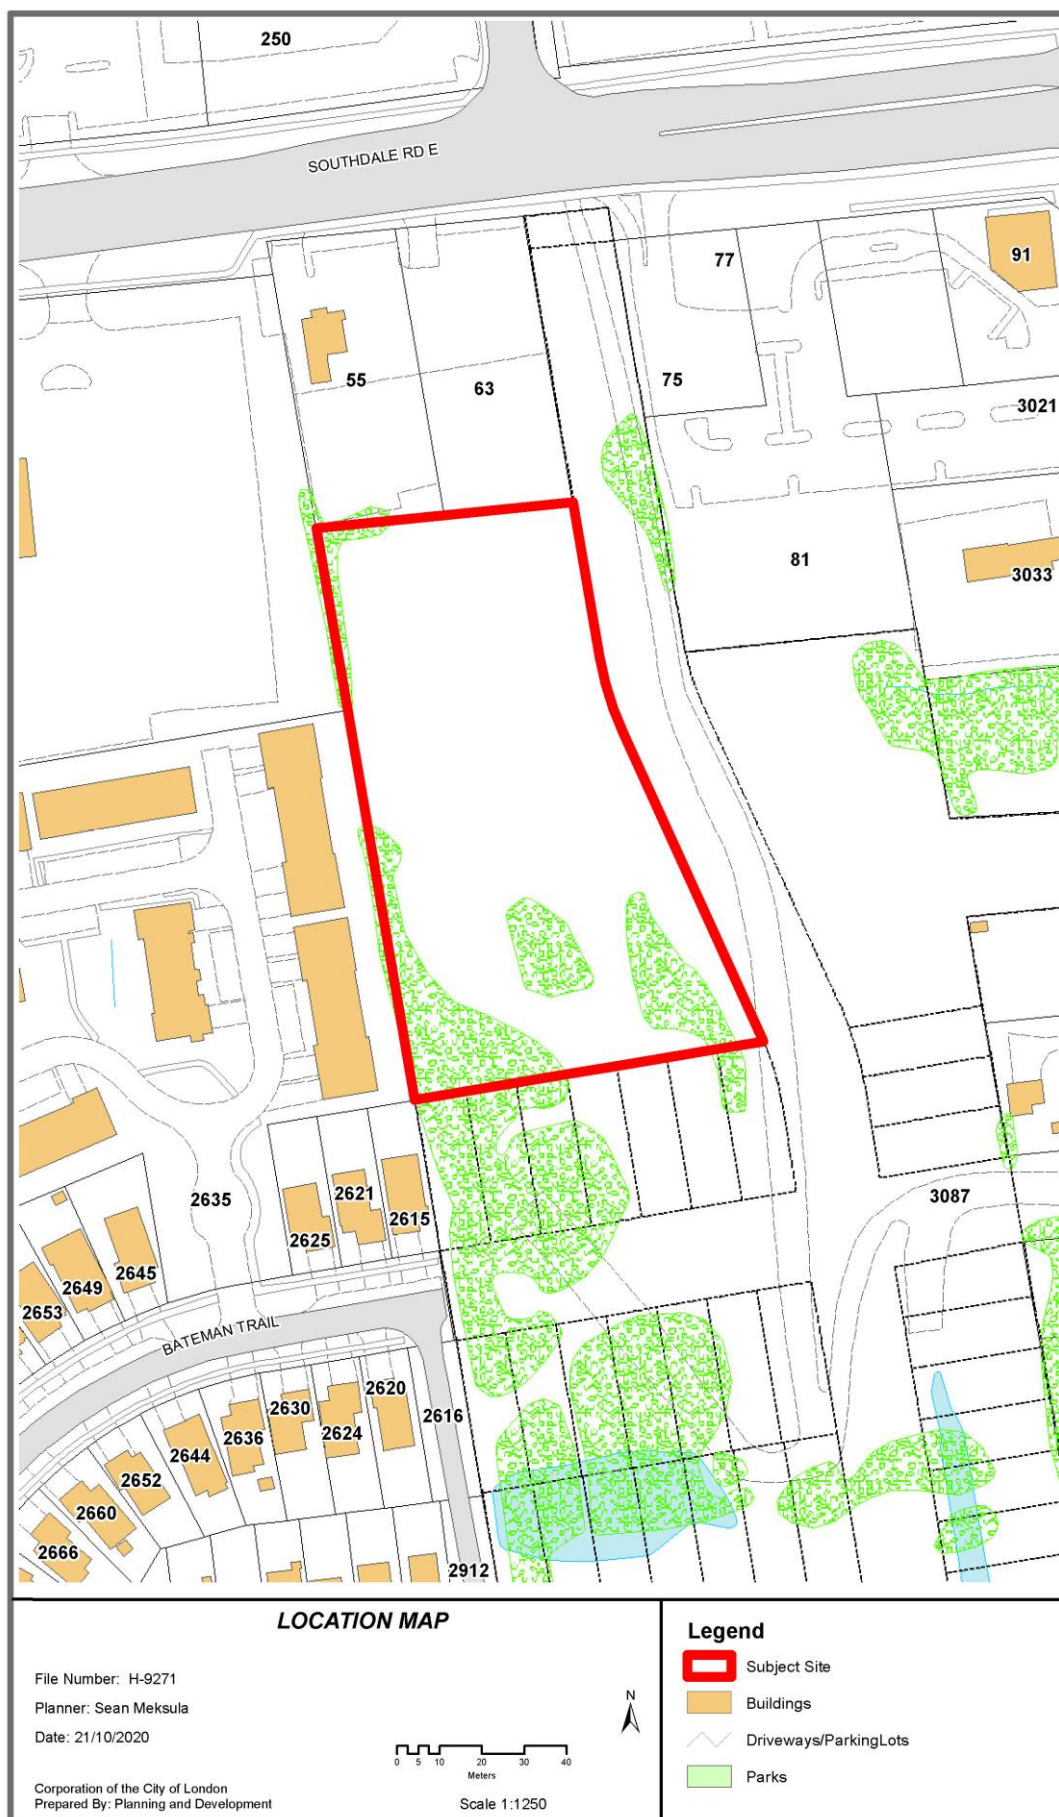 250
SOUTHDALE RD E
77
91
55
63
75
3021
81
3033
2635
2625
2621
2615
3087
2645
2649
2653
BATEMAN TRAIL
2620
2630
2624
2616
2636
2644
2652
2660
2666
2912
LOCATION MAP
File Number: H-9271
Planner: Sean Meksula
Date: 21/10/2020
Corporation of the City of London
Prepared By: Planning and Development
N
0 5 10 20 30 40
Meters
Scale 1:1250
Legend
Subject Site
Buildings
Driveways/ParkingLots
Parks